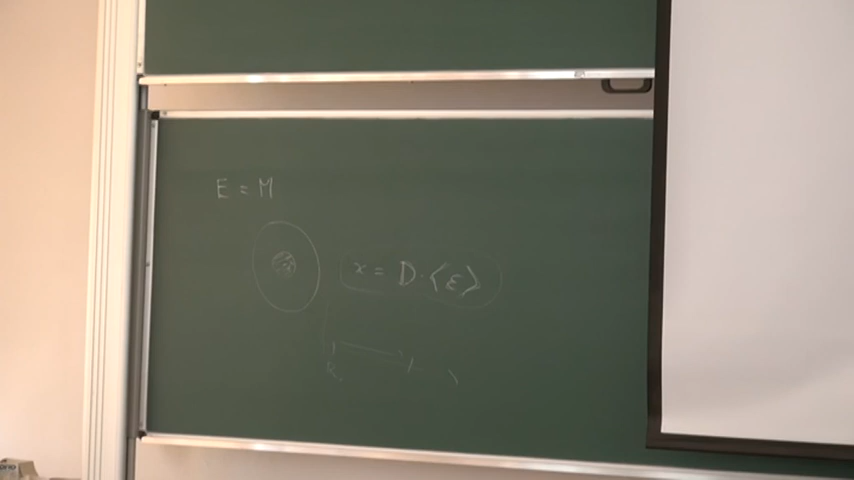 E = M
x = D · ⟨ε⟩